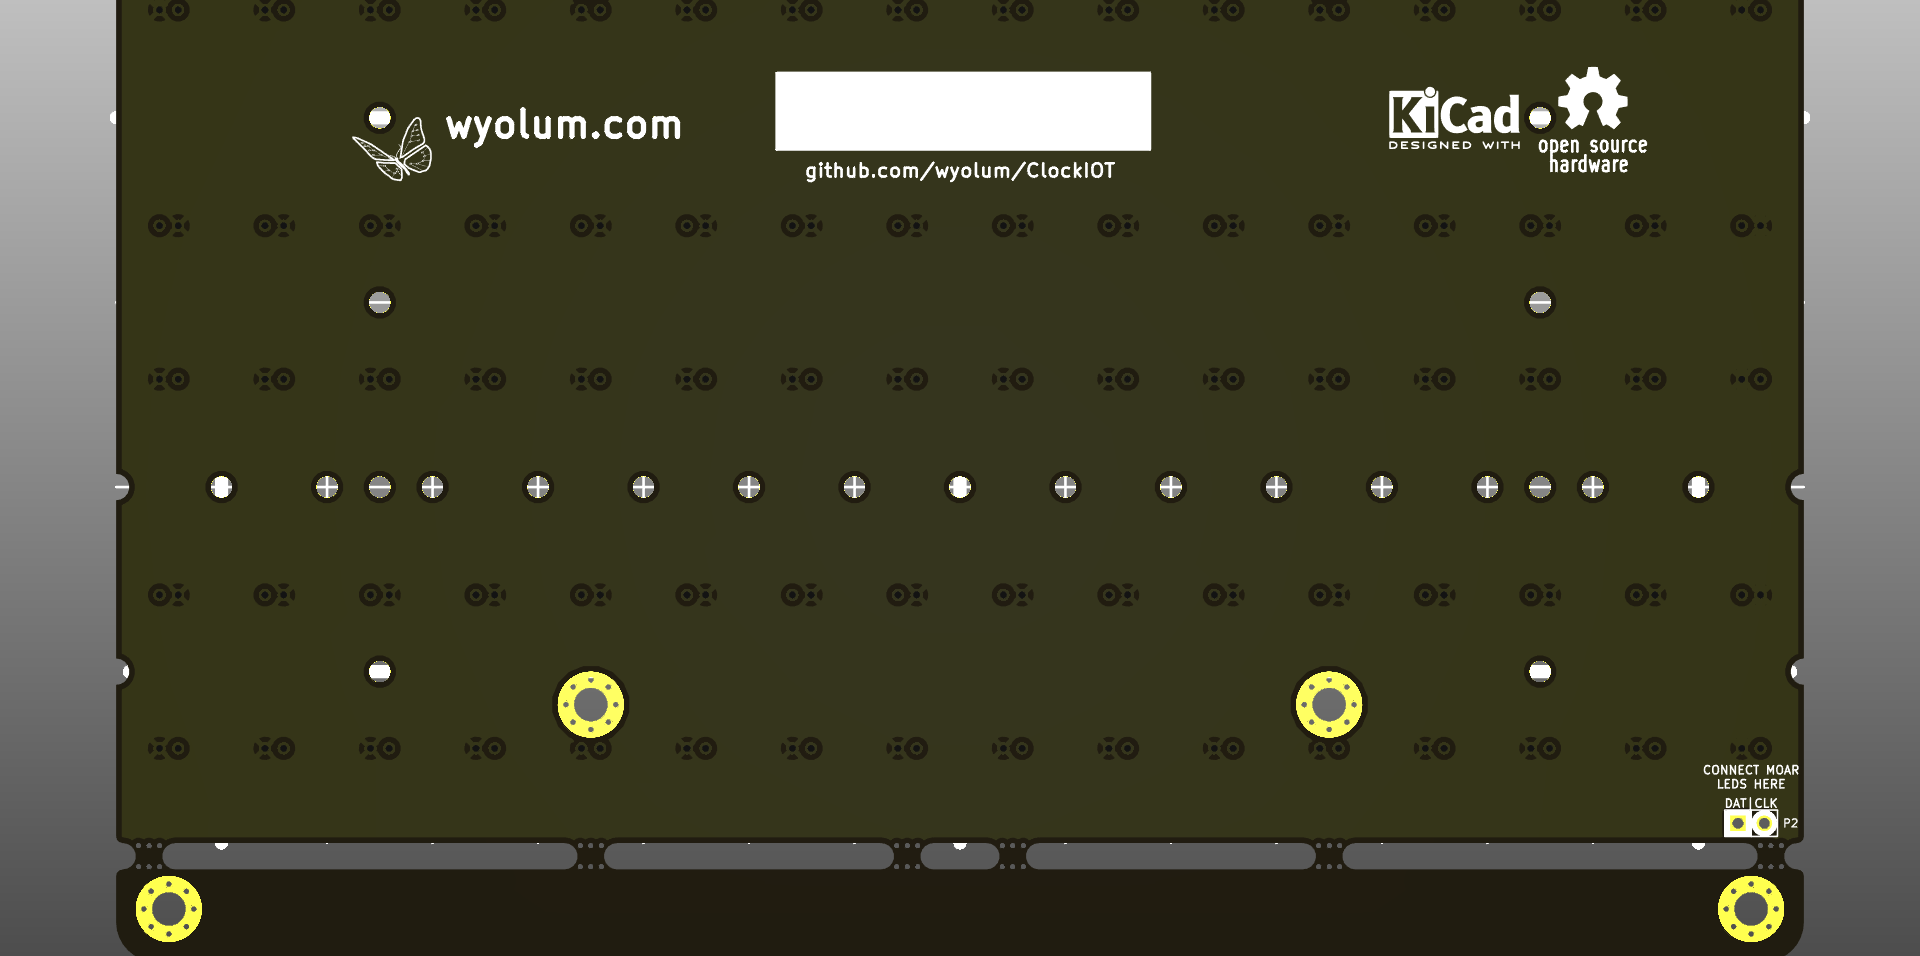 wyolum.com
github.com/wyolum/ClockIOT
KiCad
DESIGNED WITH
open source
hardware
CONNECT MOAR
LEDS HERE
DAT|CLK
P2